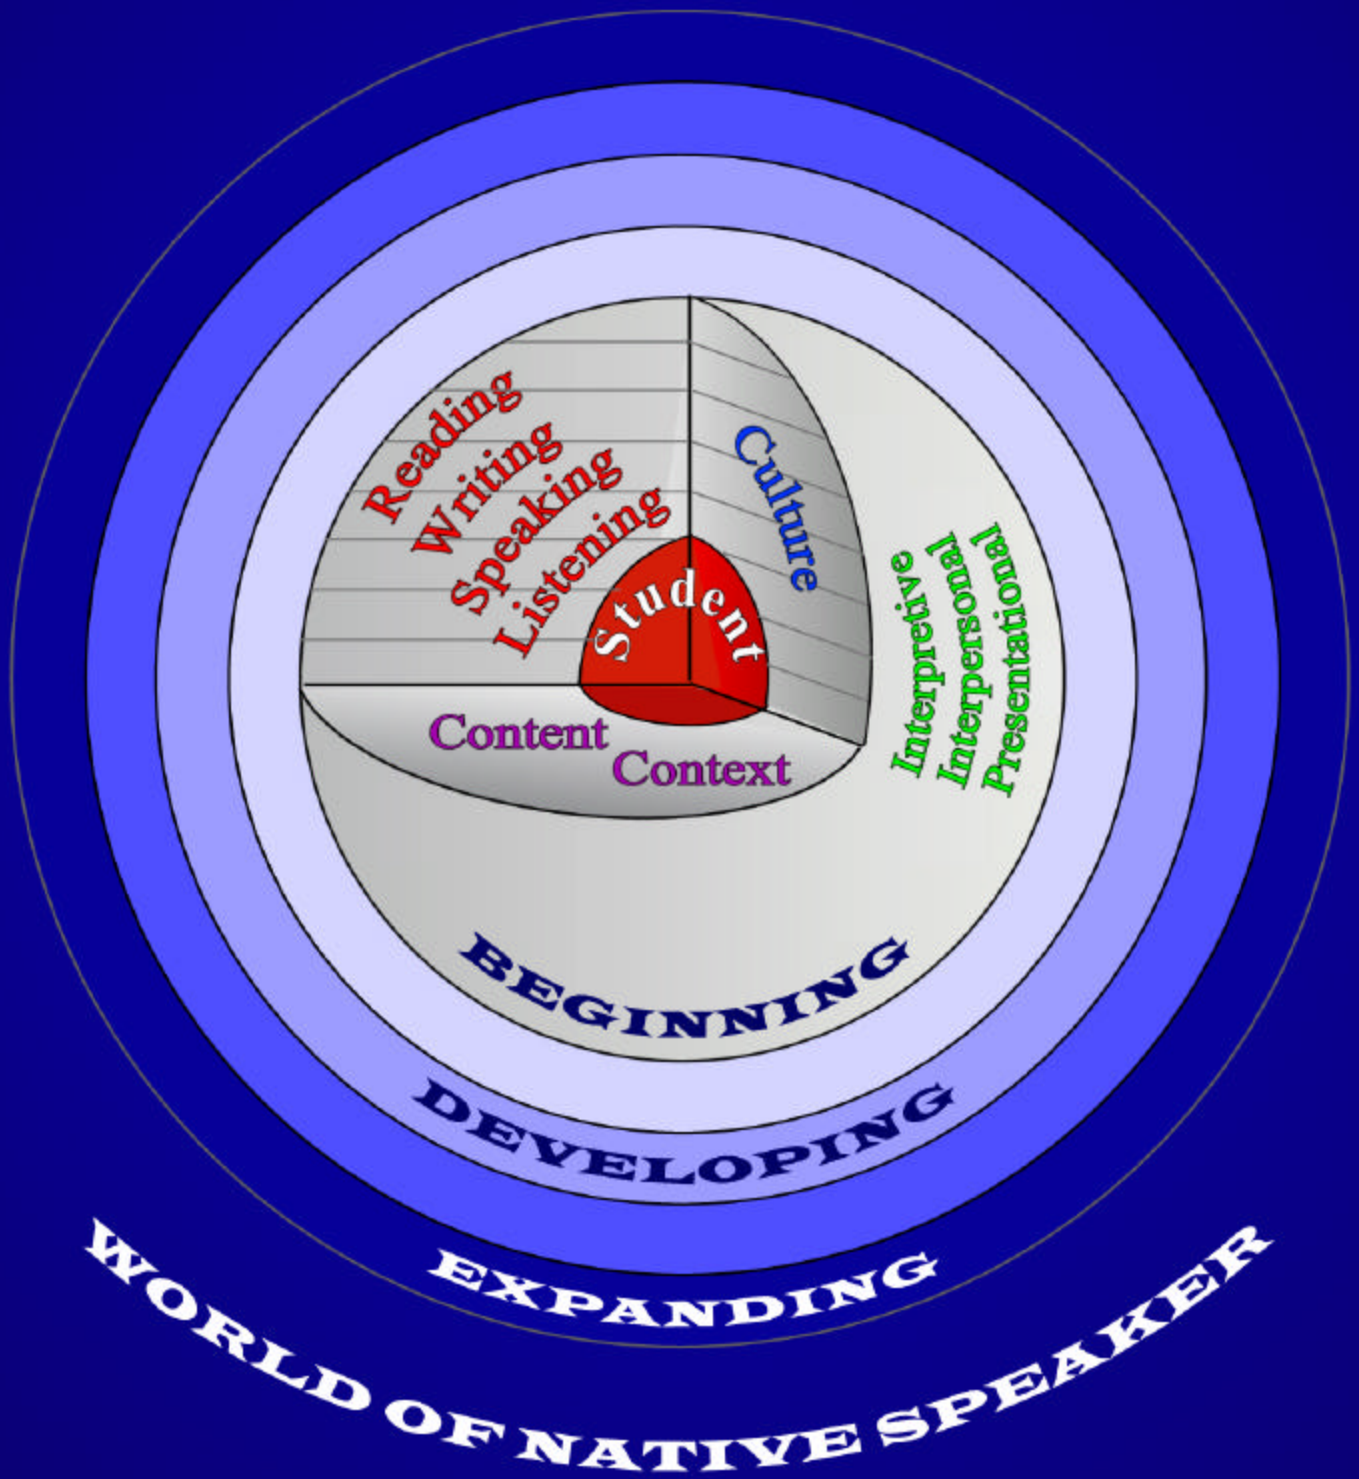 Reading
Writing
Speaking
Listening
Culture
Student
Interpretive
Interpersonal
Presentational
Content
Context
BEGINNING
DEVELOPING
EXPANDING
WORLD OF NATIVE SPEAKER